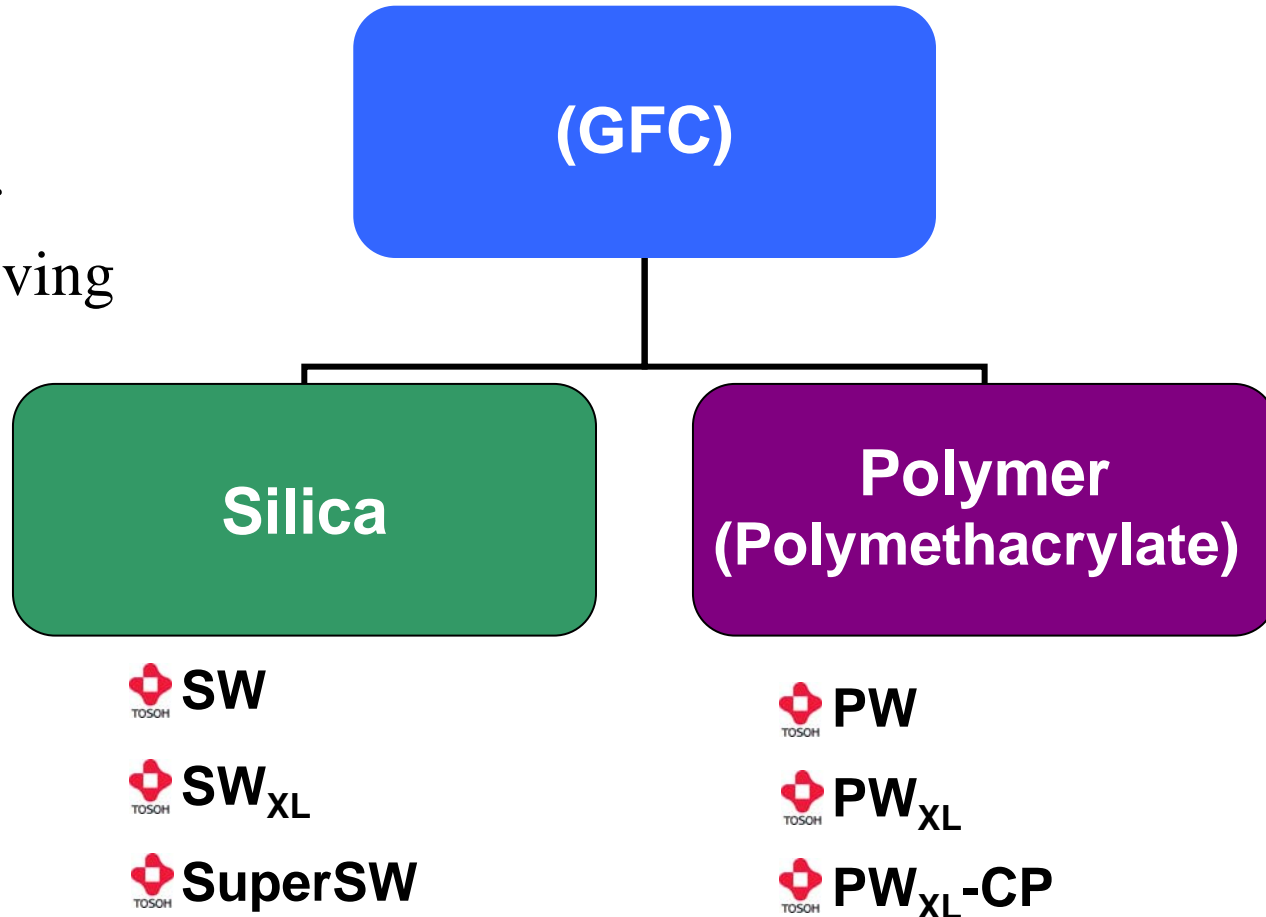 (GFC)
.
ving
Silica
Polymer
(Polymethacrylate)
TOSOH SW
TOSOH SWXL
TOSOH SuperSW
TOSOH PW
TOSOH PWXL
TOSOH PWXL-CP